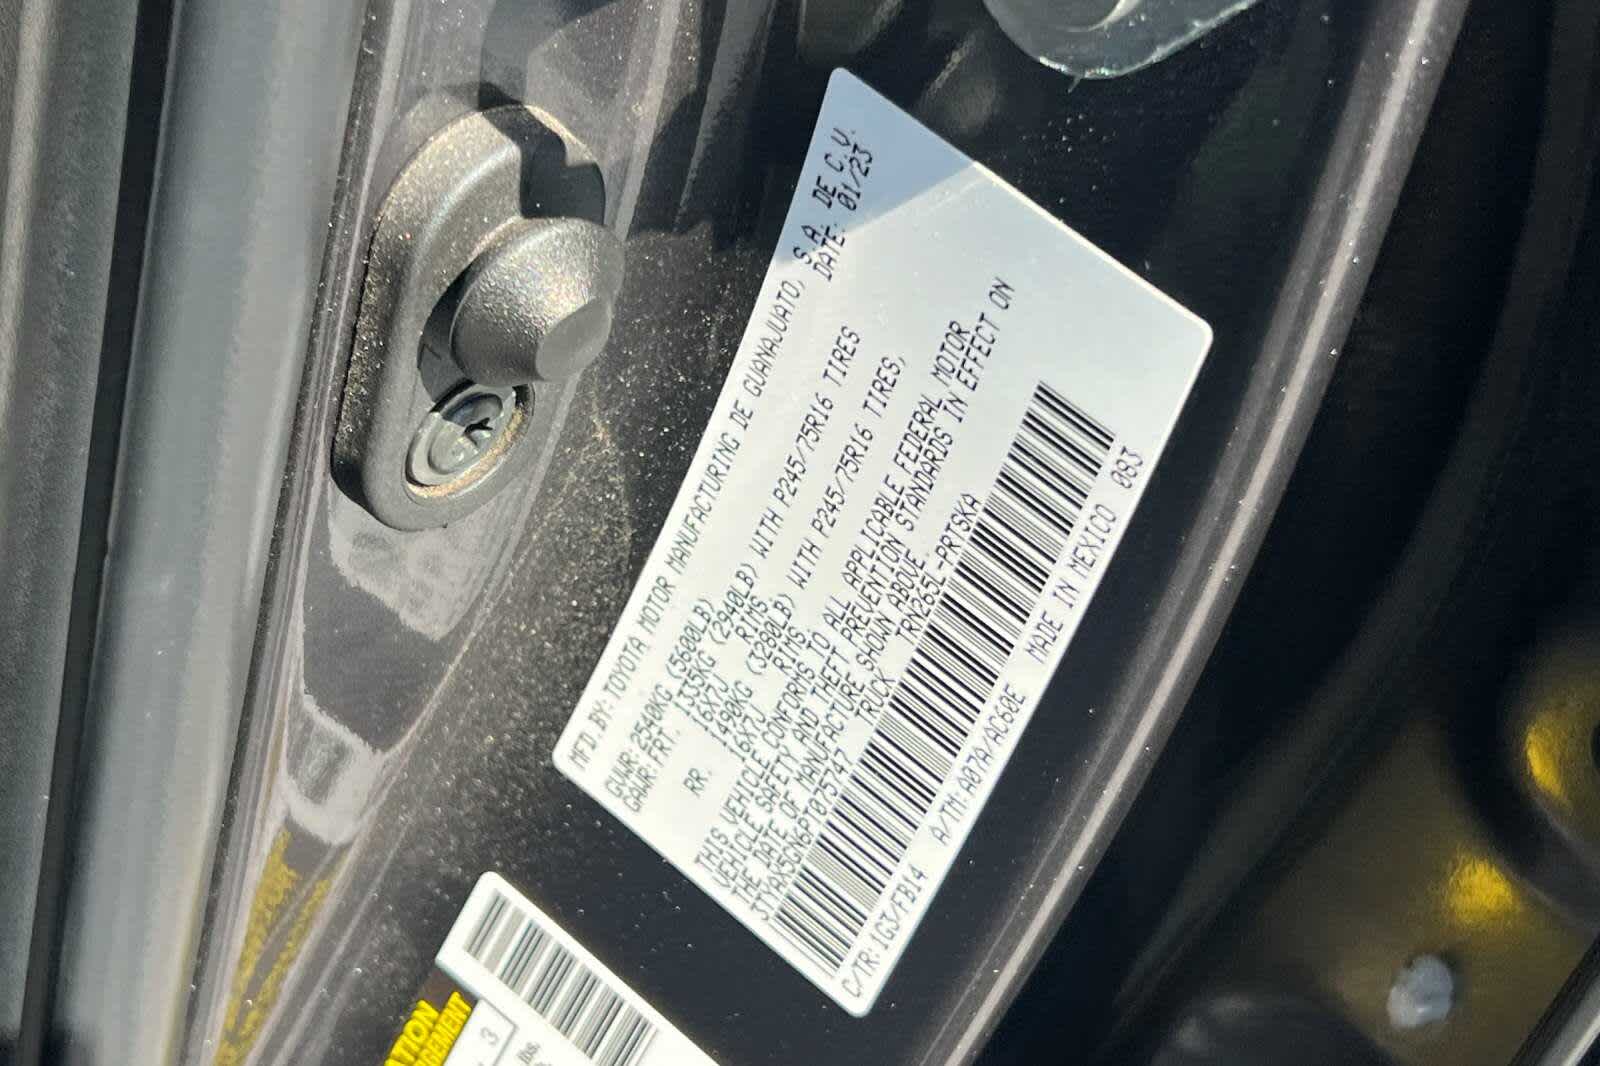 MFD.BY: TOYOTA MOTOR MANUFACTURING DE GUANAJUATO, S.A. DE C.V.
DATE: 01/23
GVWR:2540KG(5600LB)
GAWR:FRT. 1335KG (2940LB) WITH P245/75R16 TIRES
16X7J RIMS
RR. 1490KG (3280LB) WITH P245/75R16 TIRES,
16X7J RIMS.
THIS VEHICLE CONFORMS TO ALL APPLICABLE FEDERAL MOTOR
VEHICLE SAFETY AND THEFT PREVENTION STANDARDS IN EFFECT ON
THE DATE OF MANUFACTURE SHOWN ABOVE.
3TYAX5GN6PT075747 TRUCK TRN265L-PRTSKA
C/TR:1G3/FB14 A/TM:A07A/AC60E MADE IN MEXICO 083
3
lbs.